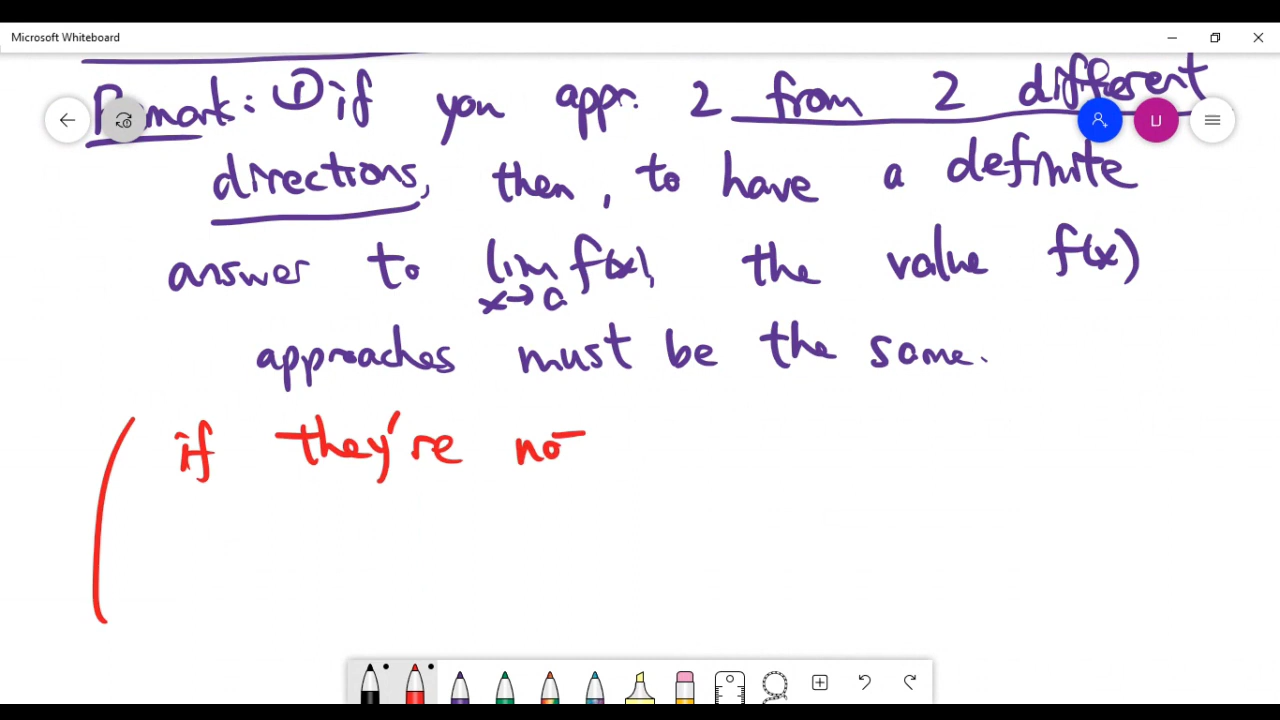 Microsoft Whiteboard
Remark: ① if you appr. 2 from 2 different
directions, then, to have a definite
answer to lim f(x), the value f(x)
x→a
approaches must be the same.
if they're no
U